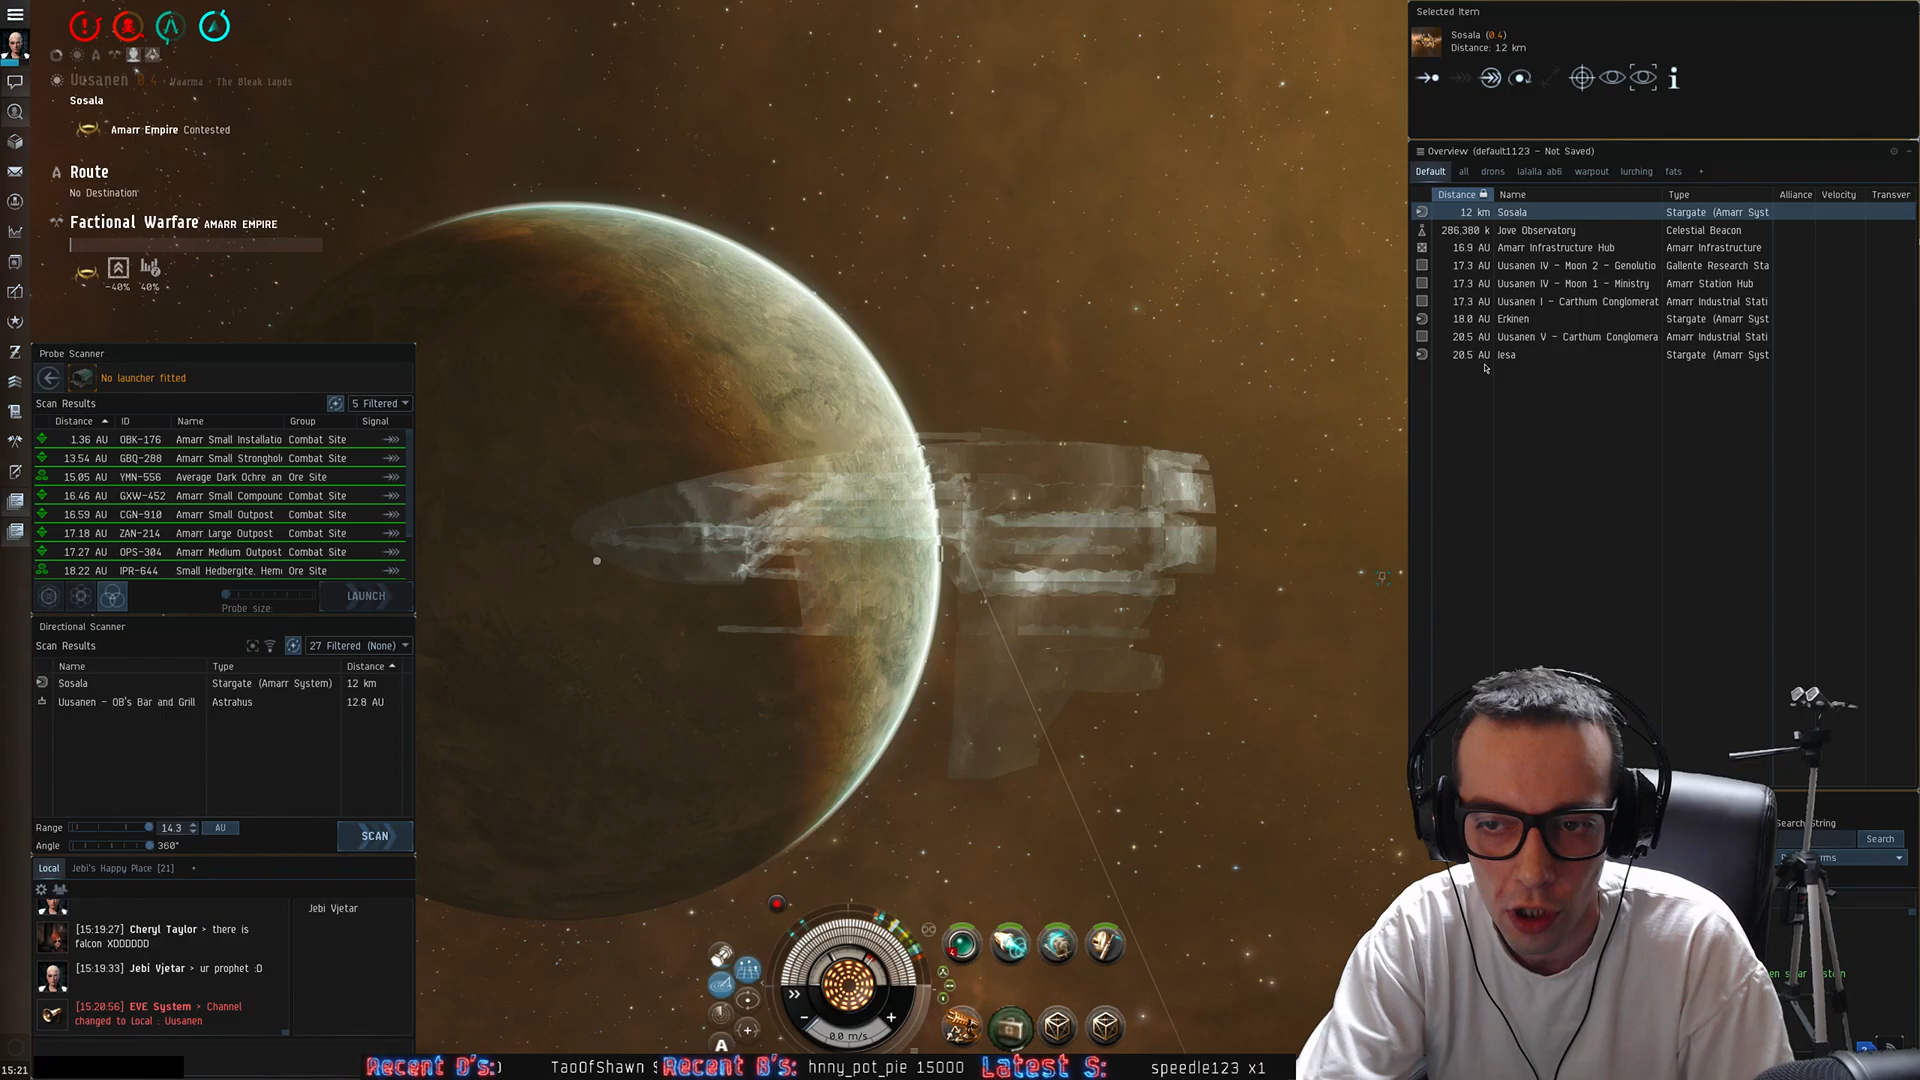 Uusanen 0.4 • Vaarma • The Bleak Lands
Sosala
Amarr Empire Contested
Route
No Destination
Factional Warfare AMARR EMPIRE
-40% 40%
Probe Scanner
No launcher fitted
Scan Results
5 Filtered
Distance ID Name Group Signal
1.36 AU OBK-176 Amarr Small Installatio Combat Site
13.54 AU GBQ-288 Amarr Small Stronghol Combat Site
15.05 AU YMN-556 Average Dark Ochre an Ore Site
16.46 AU GXW-452 Amarr Small Compound Combat Site
16.59 AU CGN-910 Amarr Small Outpost Combat Site
17.18 AU ZAN-214 Amarr Large Outpost Combat Site
17.27 AU OPS-304 Amarr Medium Outpost Combat Site
18.22 AU IPR-644 Small Hedbergite, Hem Ore Site
Probe size:
LAUNCH
Directional Scanner
Scan Results
27 Filtered (None)
Name Type Distance
Sosala Stargate (Amarr System) 12 km
Uusanen - OB's Bar and Grill Astrahus 12.8 AU
Range 14.3 AU
SCAN
Angle 360°
Local Jebi's Happy Place [21] +
Jebi Vjetar
[15:19:27] Cheryl Taylor > there is
falcon XDDDDDD
[15:19:33] Jebi Vjetar > ur prophet :D
[15:20:56] EVE System > Channel
changed to Local : Uusanen
15:21
0.0 m/s
A
4
Recent D's:
TaoOfShawn
Recent B's: hnny_pot_pie 15000
Latest S: speedle123 x1
Selected Item
Sosala (0.4)
Distance: 12 km
Overview (default1123 - Not Saved)
Default all drons lalalla ab6 warpout lurching fats +
Distance Name Type Alliance Velocity Transver
12 km Sosala Stargate (Amarr Syst
286,380 k Jove Observatory Celestial Beacon
16.9 AU Amarr Infrastructure Hub Amarr Infrastructure
17.3 AU Uusanen IV - Moon 2 - Genolutio Gallente Research Sta
17.3 AU Uusanen IV - Moon 1 - Ministry Amarr Station Hub
17.3 AU Uusanen I - Carthum Conglomerat Amarr Industrial Stati
18.0 AU Erkinen Stargate (Amarr Syst
20.5 AU Uusanen V - Carthum Conglomera Amarr Industrial Stati
20.5 AU Iesa Stargate (Amarr Syst
Search String
Search